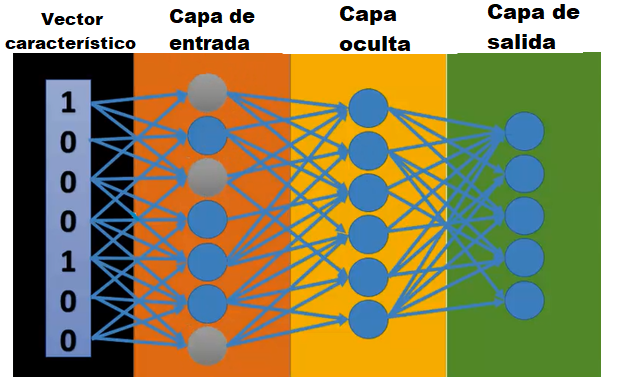 Vector
característico
Capa de
entrada
Capa
oculta
Capa de
salida
1
0
0
0
1
0
0